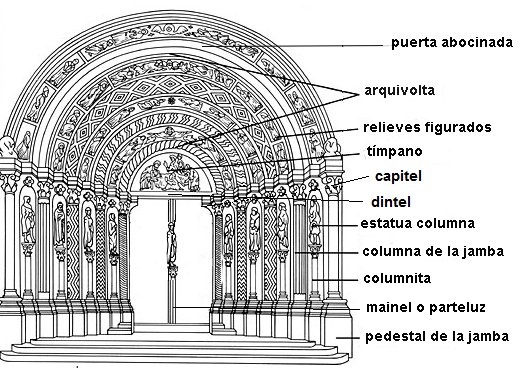 puerta abocinada
arquivolta
relieves figurados
tímpano
capitel
dintel
estatua columna
columna de la jamba
columnita
mainel o parteluz
pedestal de la jamba